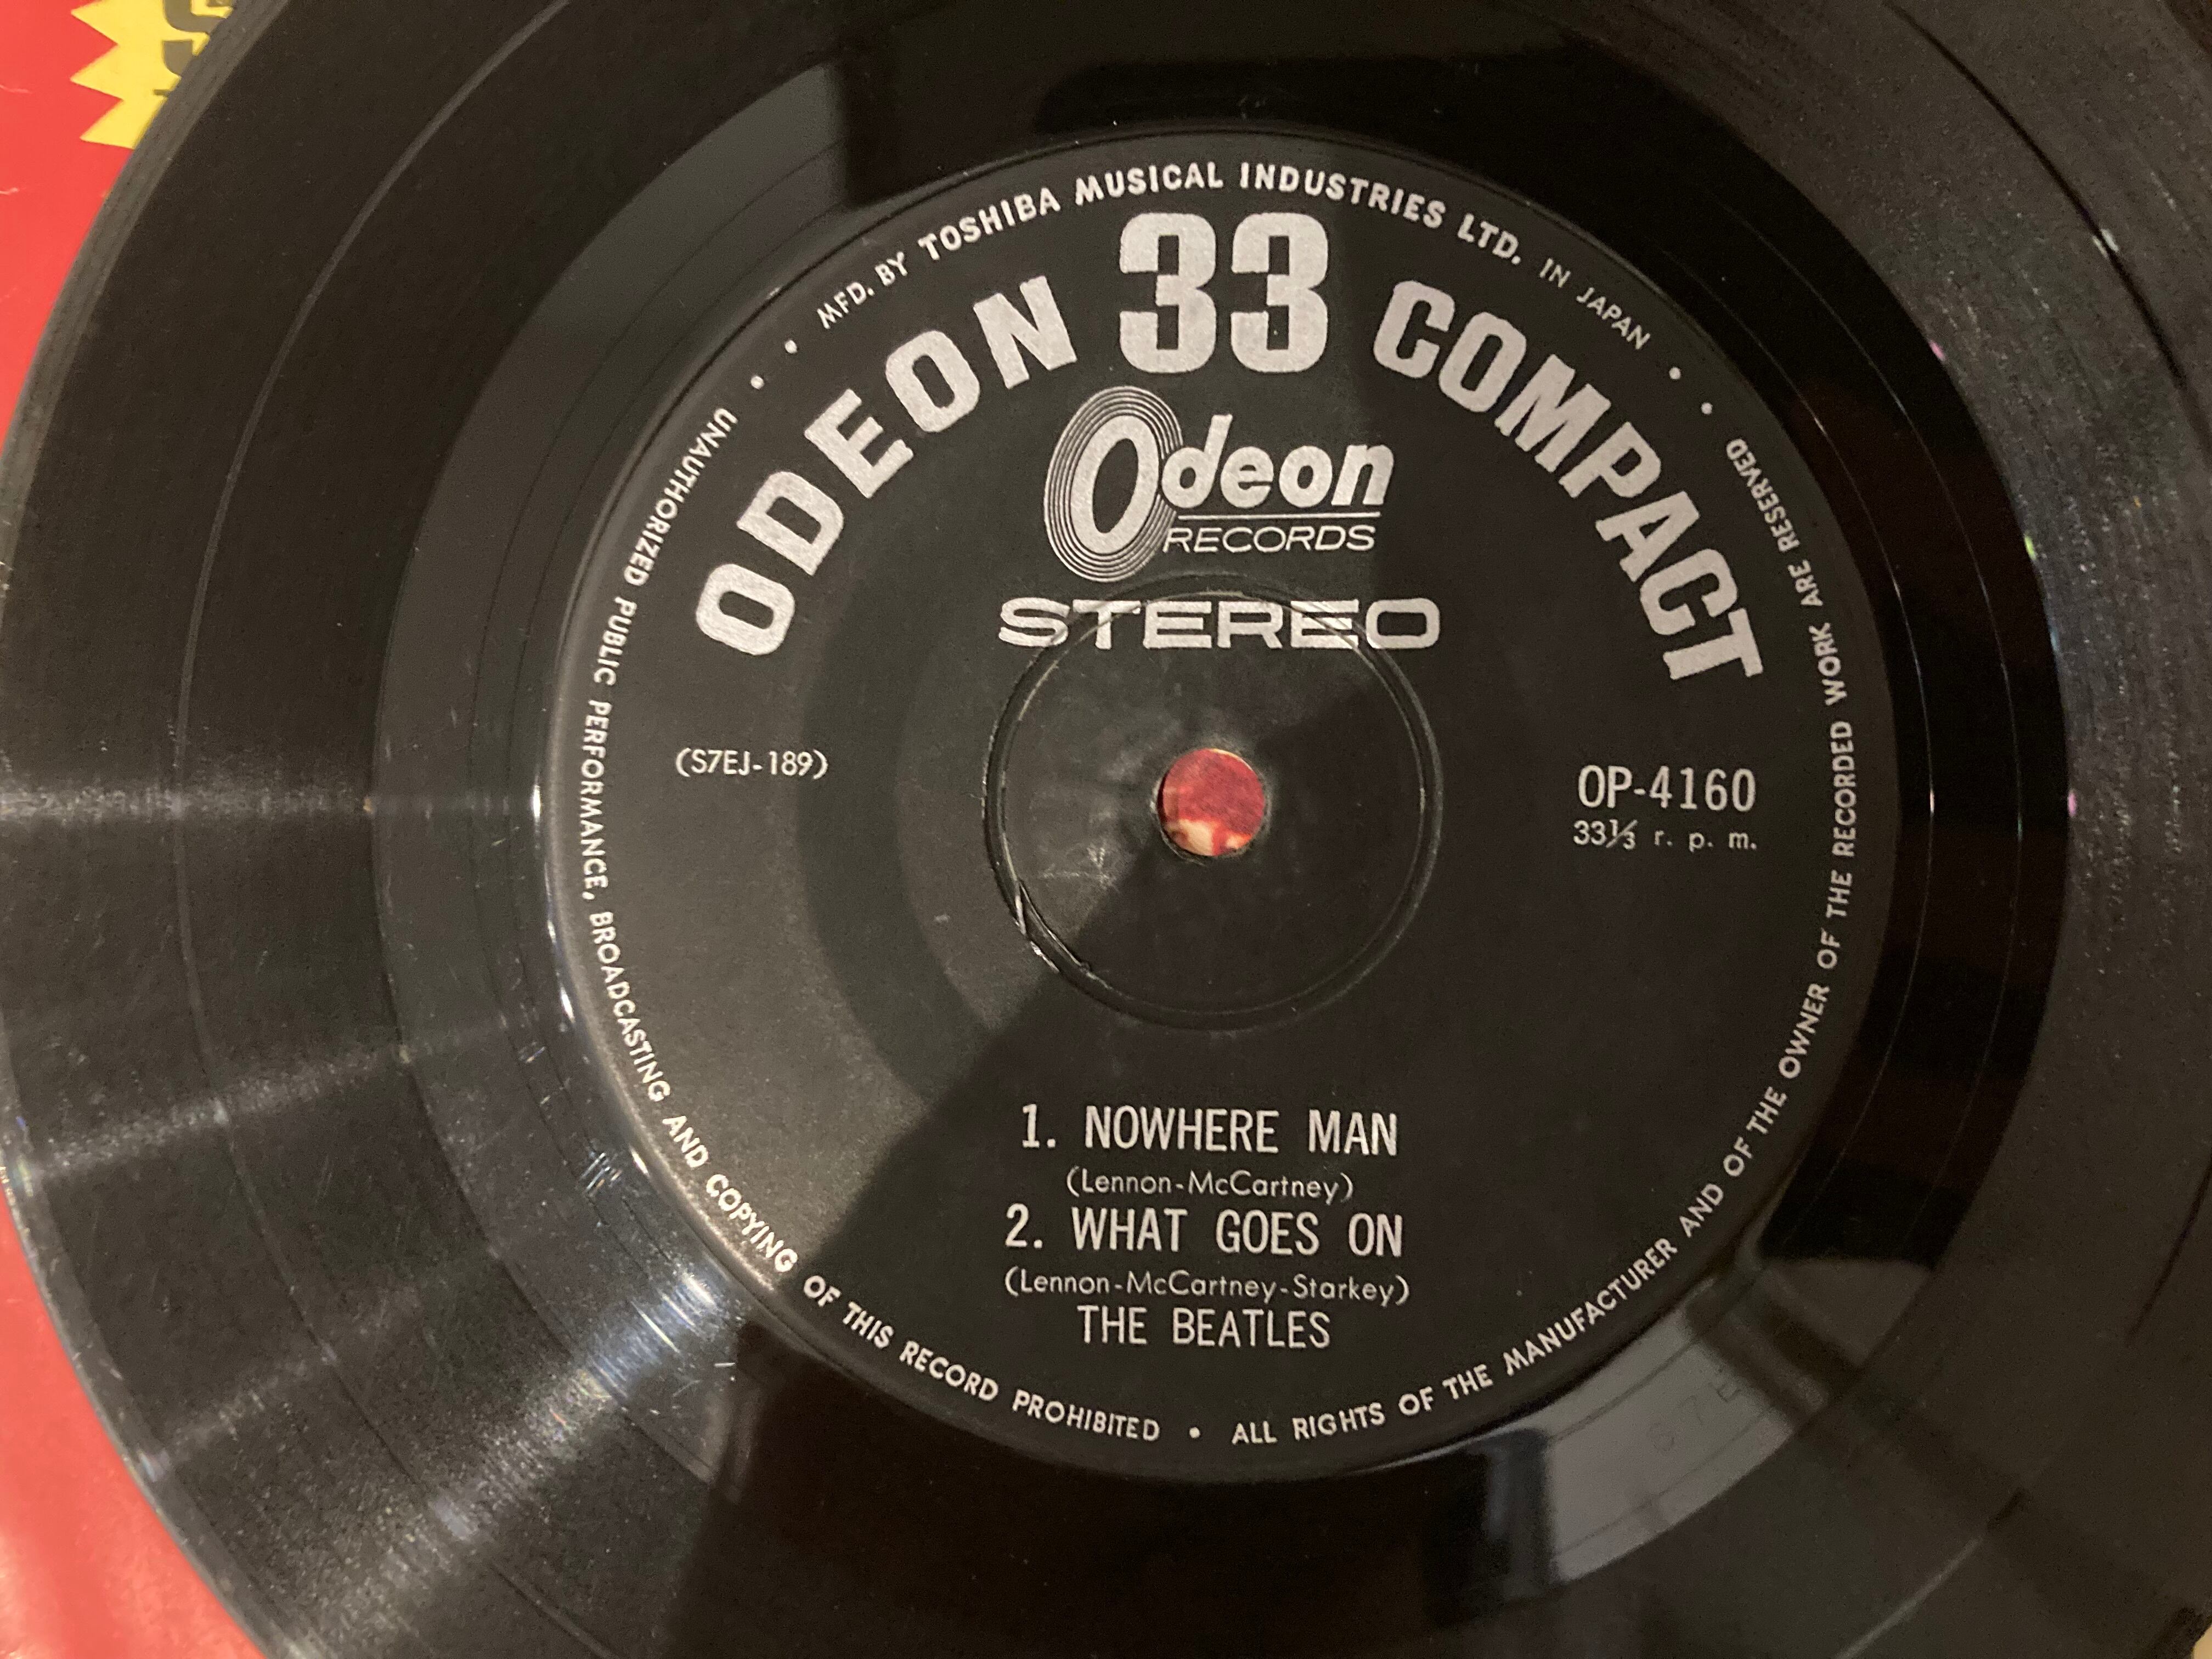 MFD. BY TOSHIBA MUSICAL INDUSTRIES LTD. IN JAPAN
ODEON 33 COMPACT
Odeon
RECORDS
STEREO
(S7EJ-189)
OP-4160
33⅓ r. p. m.
1. NOWHERE MAN
(Lennon-McCartney)
2. WHAT GOES ON
(Lennon-McCartney-Starkey)
THE BEATLES
UNAUTHORIZED PUBLIC PERFORMANCE, BROADCASTING AND COPYING OF THIS RECORD PROHIBITED • ALL RIGHTS OF THE MANUFACTURER AND OF THE OWNER OF THE RECORDED WORK ARE RESERVED